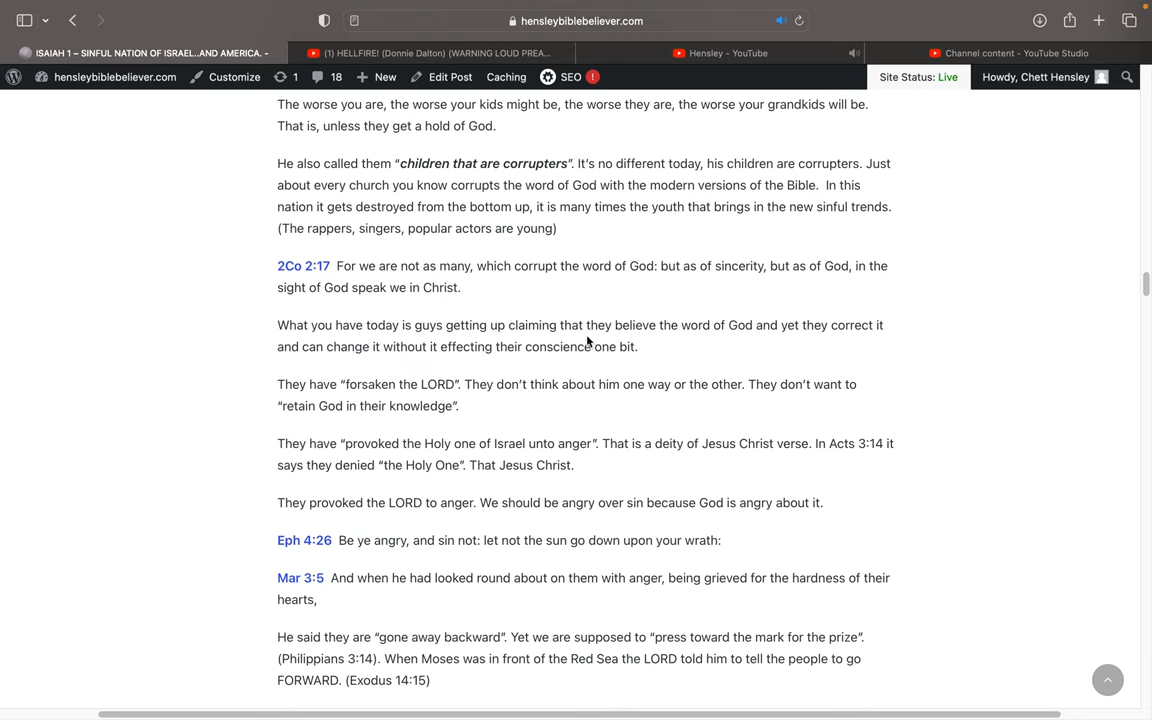 hensleybiblebeliever.com
ISAIAH 1 – SINFUL NATION OF ISRAEL..AND AMERICA. -
(1) HELLFIRE! (Donnie Dalton) (WARNING LOUD PREA...
Hensley - YouTube
Channel content - YouTube Studio
hensleybiblebeliever.com Customize 1 18 New Edit Post Caching SEO ! Site Status: Live Howdy, Chett Hensley
The worse you are, the worse your kids might be, the worse they are, the worse your grandkids will be.
That is, unless they get a hold of God.
He also called them “children that are corrupters”. It’s no different today, his children are corrupters. Just
about every church you know corrupts the word of God with the modern versions of the Bible. In this
nation it gets destroyed from the bottom up, it is many times the youth that brings in the new sinful trends.
(The rappers, singers, popular actors are young)
2Co 2:17 For we are not as many, which corrupt the word of God: but as of sincerity, but as of God, in the
sight of God speak we in Christ.
What you have today is guys getting up claiming that they believe the word of God and yet they correct it
and can change it without it effecting their conscience one bit.
They have “forsaken the LORD”. They don’t think about him one way or the other. They don’t want to
“retain God in their knowledge”.
They have “provoked the Holy one of Israel unto anger”. That is a deity of Jesus Christ verse. In Acts 3:14 it
says they denied “the Holy One”. That Jesus Christ.
They provoked the LORD to anger. We should be angry over sin because God is angry about it.
Eph 4:26 Be ye angry, and sin not: let not the sun go down upon your wrath:
Mar 3:5 And when he had looked round about on them with anger, being grieved for the hardness of their
hearts,
He said they are “gone away backward”. Yet we are supposed to “press toward the mark for the prize”.
(Philippians 3:14). When Moses was in front of the Red Sea the LORD told him to tell the people to go
FORWARD. (Exodus 14:15)